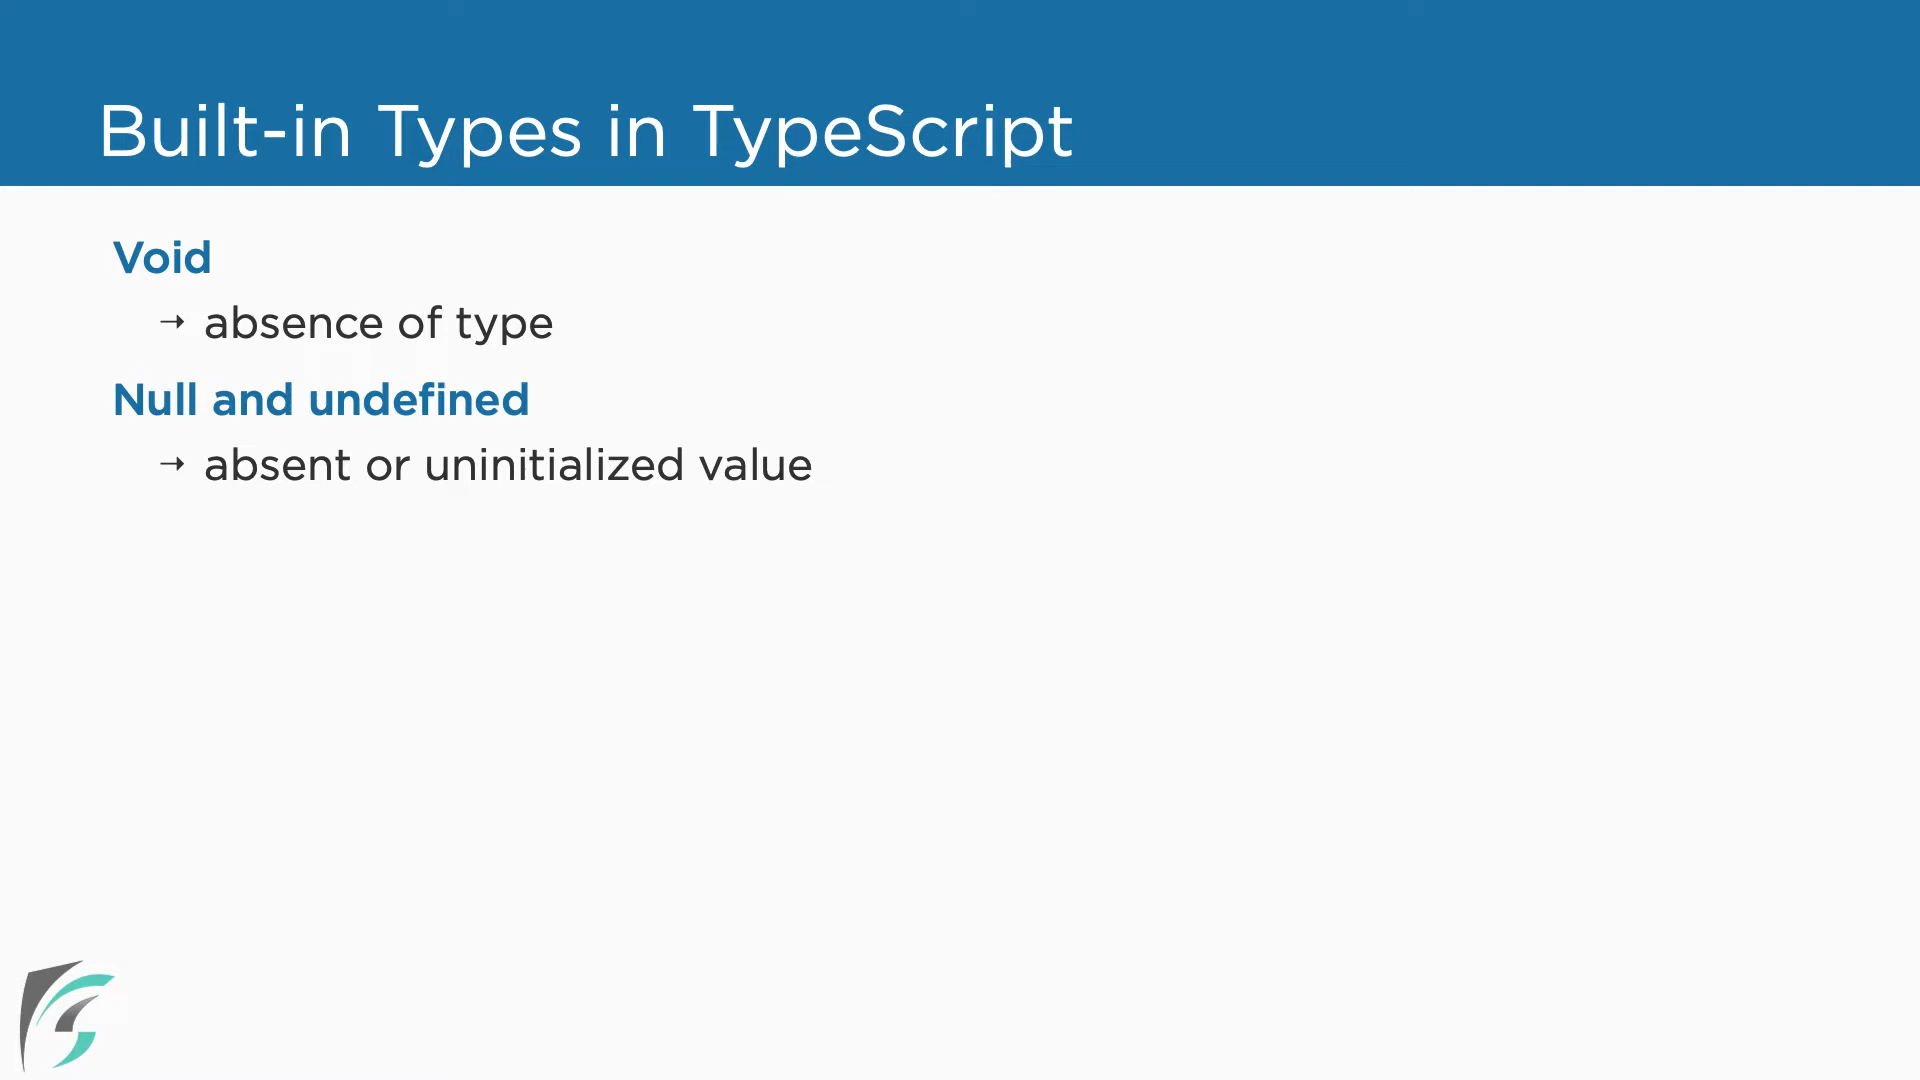 Built-in Types in TypeScript
Void
→ absence of type
Null and undefined
→ absent or uninitialized value